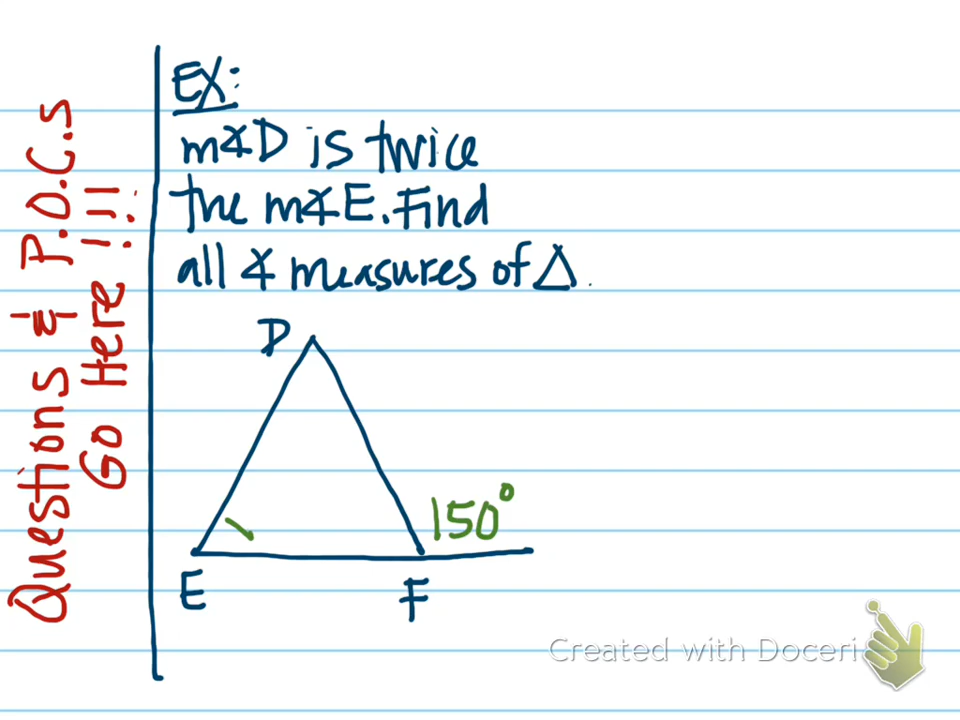 Questions & P.O.C.s
Go Here !!!
EX:
m∡D is twice
the m∡E. Find
all ∡ measures of △.
D
150°
E
F
Created with Doceri